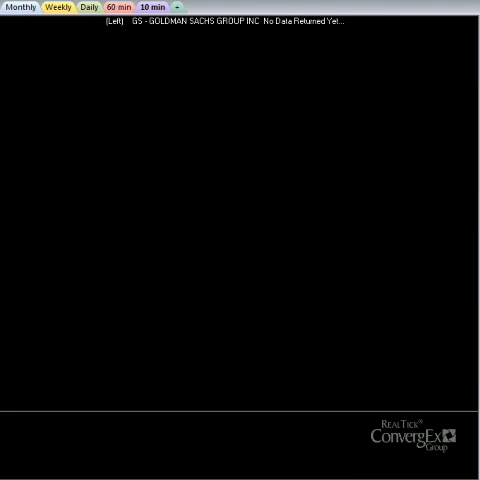 Monthly Weekly Daily 60 min 10 min +
(Left) GS - GOLDMAN SACHS GROUP INC No Data Returned Yet...
REALTICK®
ConvergEx
Group